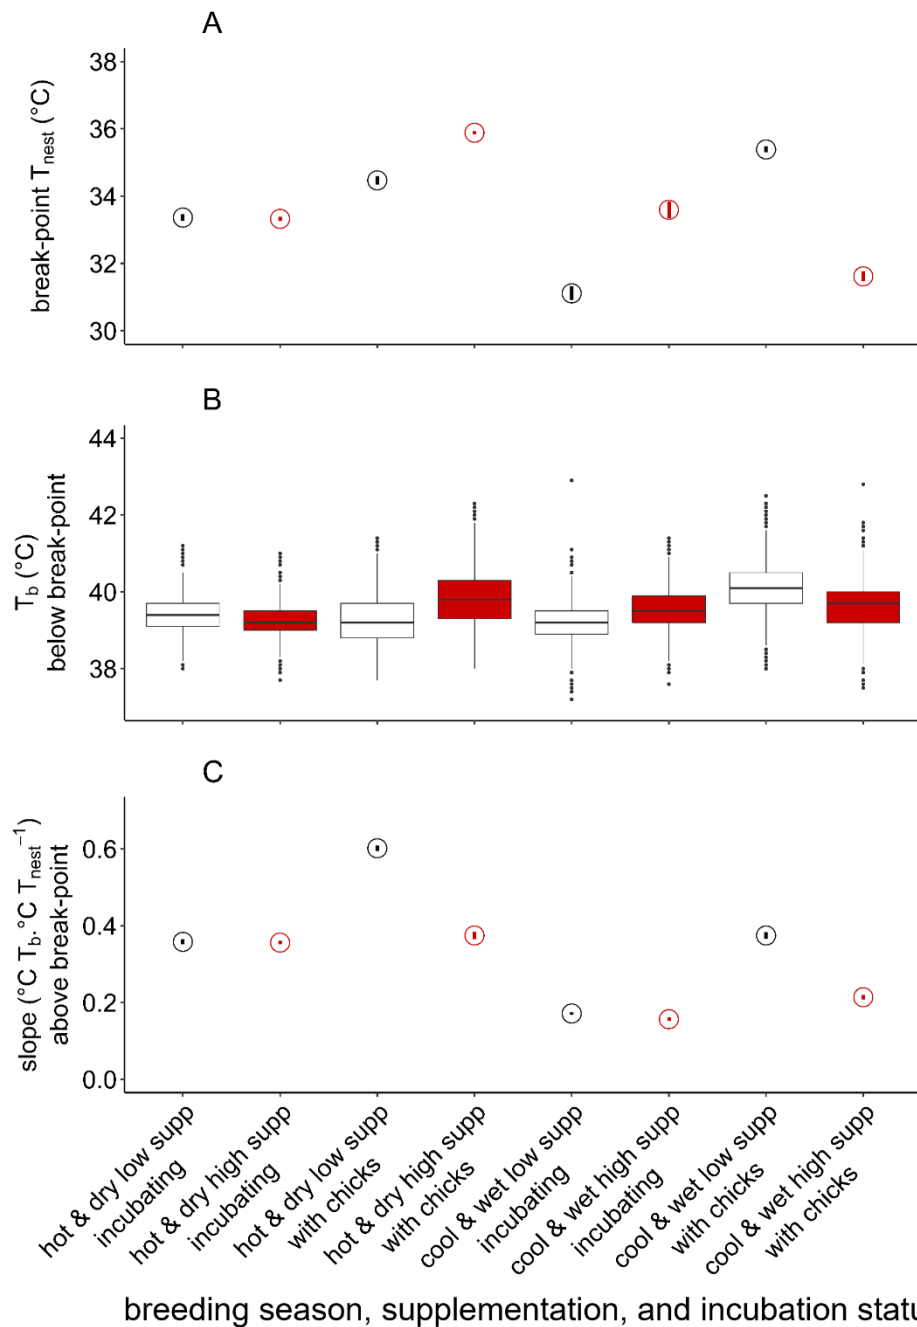 A
38
36
34
32
30
break-point Tnest (°C)
B
44
42
40
38
Tb (°C)
below break-point
C
0.6
0.4
0.2
0.0
slope (°C Tb. °C Tnest⁻¹)
above break-point
hot & dry low supp
incubating
hot & dry high supp
incubating
hot & dry low supp
with chicks
hot & dry high supp
with chicks
cool & wet low supp
incubating
cool & wet high supp
incubating
cool & wet low supp
with chicks
cool & wet high supp
with chicks
breeding season, supplementation, and incubation statu